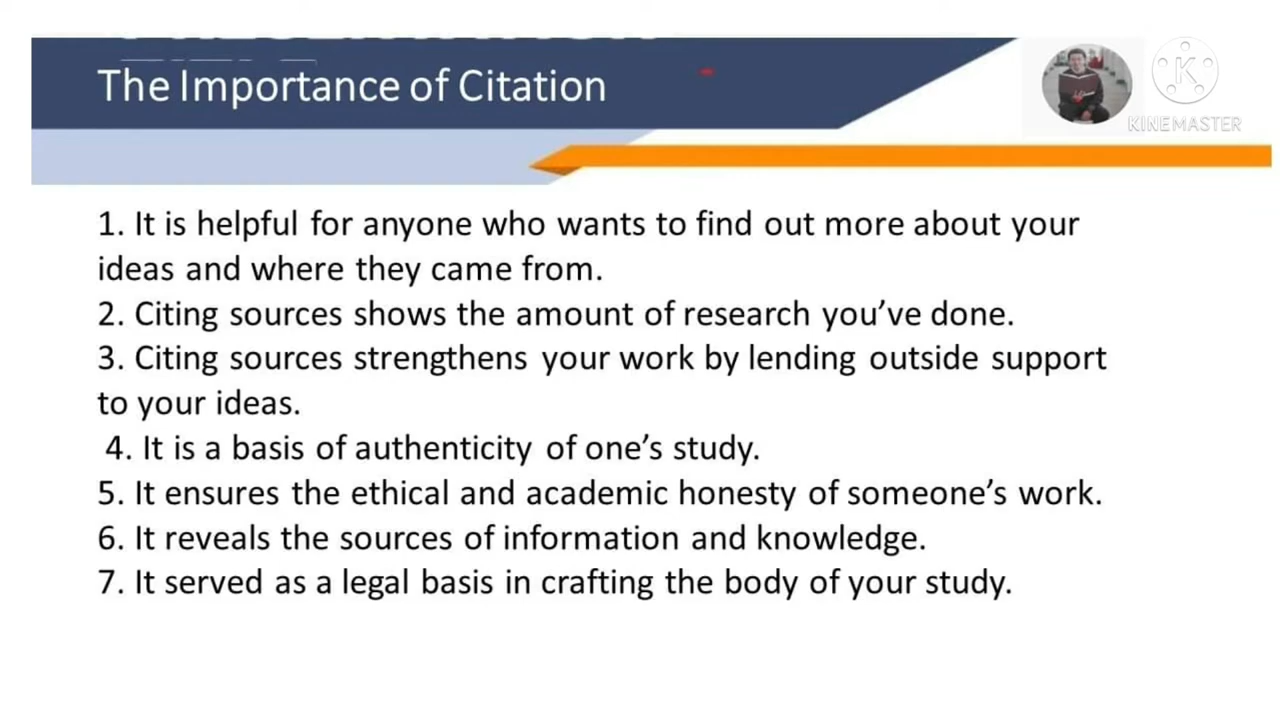 The Importance of Citation
KINEMASTER
1. It is helpful for anyone who wants to find out more about your
ideas and where they came from.
2. Citing sources shows the amount of research you've done.
3. Citing sources strengthens your work by lending outside support
to your ideas.
4. It is a basis of authenticity of one's study.
5. It ensures the ethical and academic honesty of someone's work.
6. It reveals the sources of information and knowledge.
7. It served as a legal basis in crafting the body of your study.